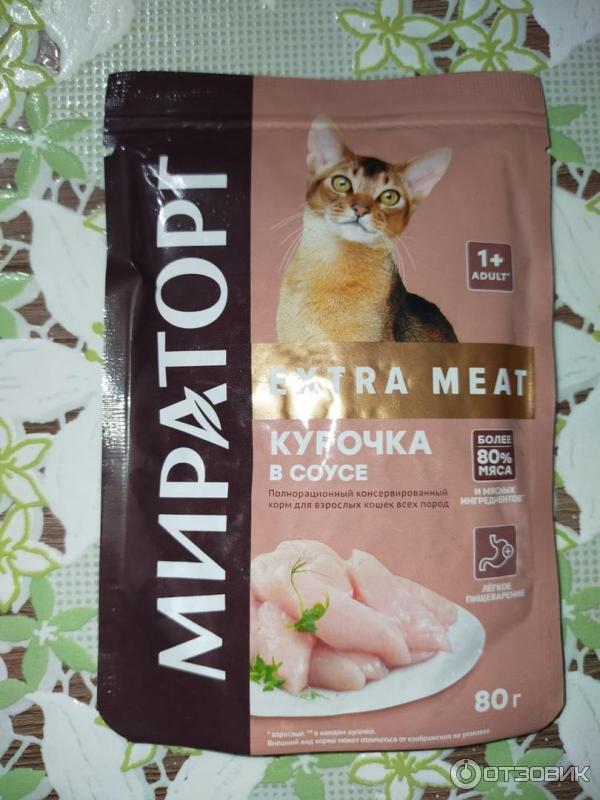 МИРАТОРГ
1+
ADULT*
EXTRA MEAT
КУРОЧКА
В СОУСЕ
Полнорационный консервированный
корм для взрослых кошек всех пород
БОЛЕЕ
80%
МЯСА
И МЯСНЫХ
ИНГРЕДИЕНТОВ**
ЛЁГКОЕ
ПИЩЕВАРЕНИЕ
80 г
* взрослые. ** в каждом кусочке.
Внешний вид корма может отличаться от изображения на упаковке.
ОТЗОВИК